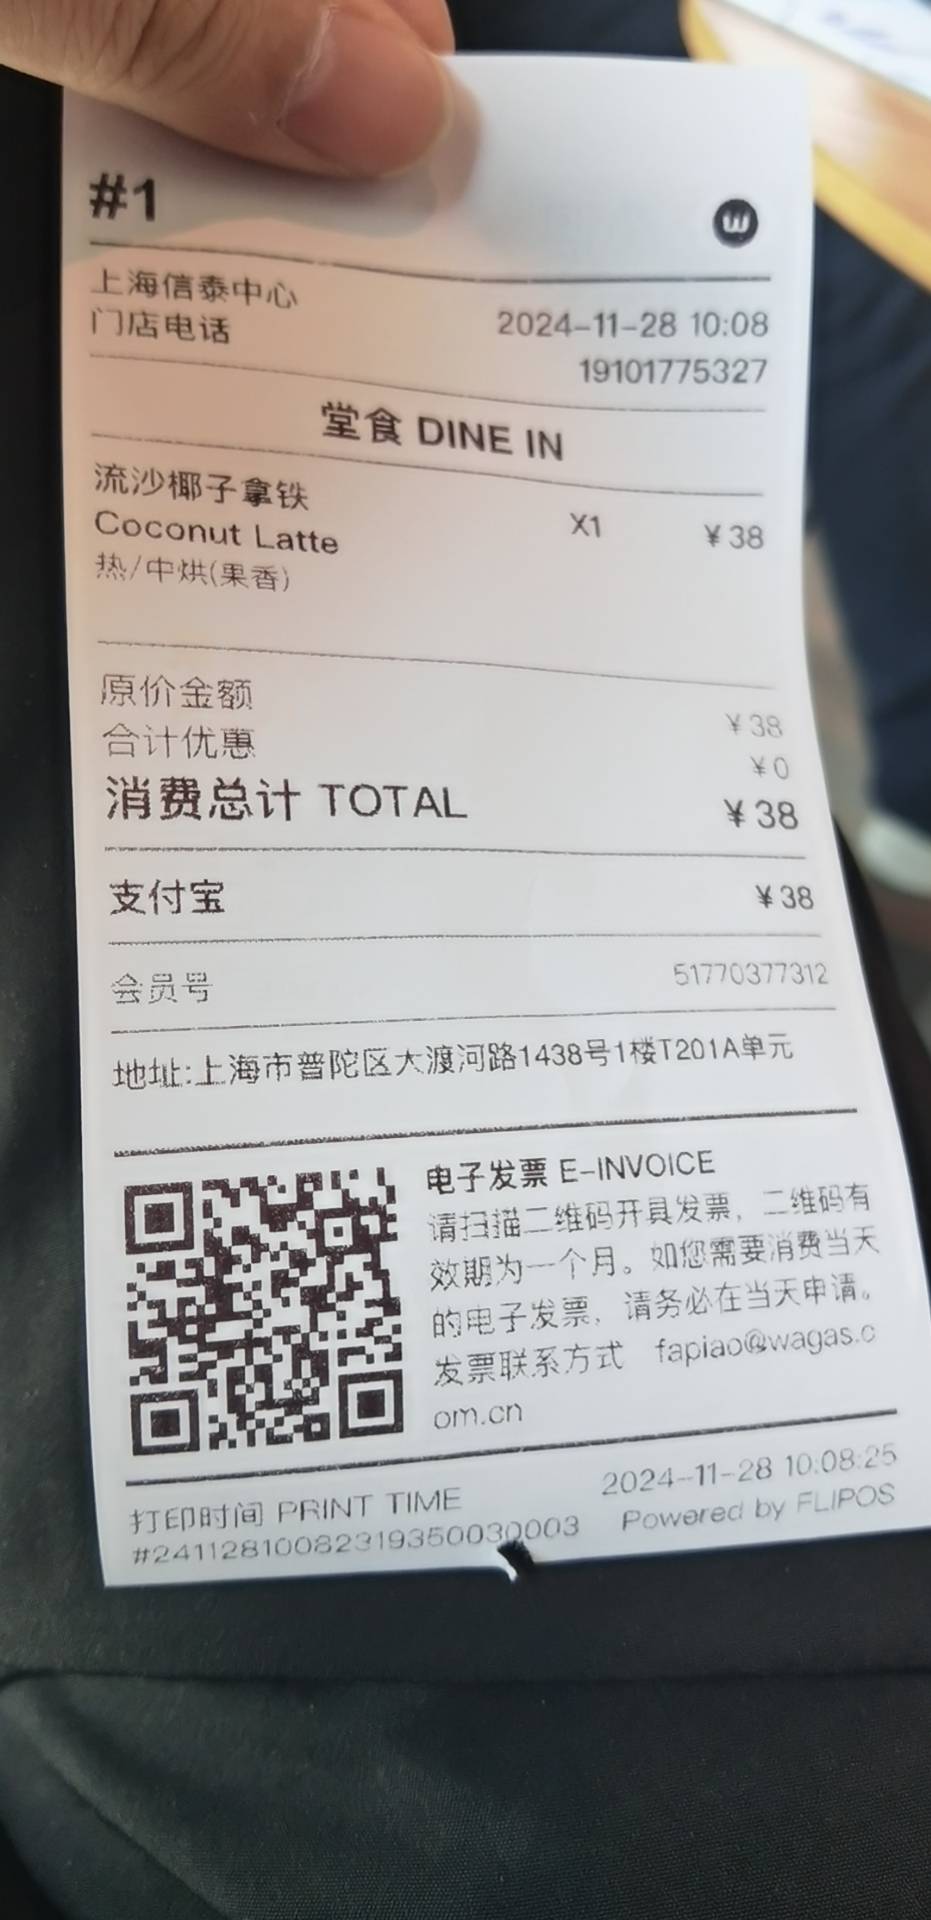 #1
W
上海信泰中心
门店电话
2024-11-28 10:08
19101775327
堂食 DINE IN
流沙椰子拿铁
Coconut Latte
X1
¥38
热/中烘(果香)
原价金额
¥38
合计优惠
¥0
消费总计 TOTAL
¥38
支付宝
¥38
会员号
51770377312
地址:上海市普陀区大渡河路1438号1楼T201A单元
电子发票 E-INVOICE
请扫描二维码开具发票，二维码有
效期为一个月。如您需要消费当天
的电子发票，请务必在当天申请。
发票联系方式 fapiao@wagas.c
om.cn
打印时间 PRINT TIME
2024-11-28 10:08:25
#24112810082319350030003
Powered by FLIPOS